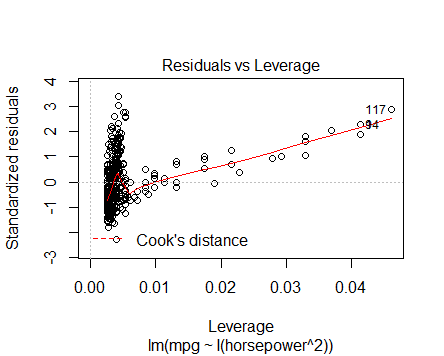 Residuals vs Leverage
Standardized residuals
4
3
2
1
0
-1
-3
117
Cook's distance
0.00
0.01
0.02
0.03
0.04
Leverage
lm(mpg ~ I(horsepower^2))